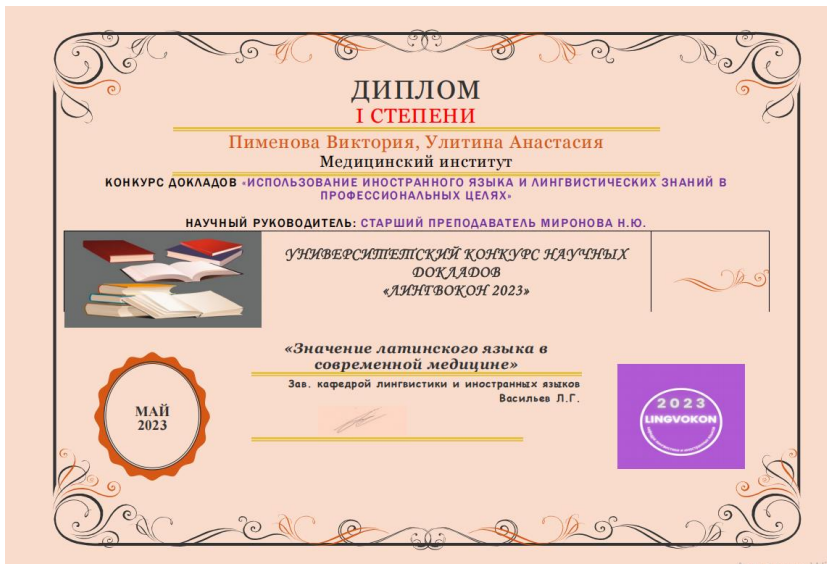 ДИПЛОМ
I СТЕПЕНИ
Пименова Виктория, Улитина Анастасия
Медицинский институт
КОНКУРС ДОКЛАДОВ «ИСПОЛЬЗОВАНИЕ ИНОСТРАННОГО ЯЗЫКА И ЛИНГВИСТИЧЕСКИХ ЗНАНИЙ В
ПРОФЕССИОНАЛЬНЫХ ЦЕЛЯХ»
НАУЧНЫЙ РУКОВОДИТЕЛЬ: СТАРШИЙ ПРЕПОДАВАТЕЛЬ МИРОНОВА Н.Ю.
УНИВЕРСИТЕТСКИЙ КОНКУРС НАУЧНЫХ
ДОКЛАДОВ
«ЛИНГВОКОН 2023»
«Значение латинского языка в
современной медицине»
Зав. кафедрой лингвистики и иностранных языков
Васильев Л.Г.
МАЙ
2023
2023
LINGVOKON